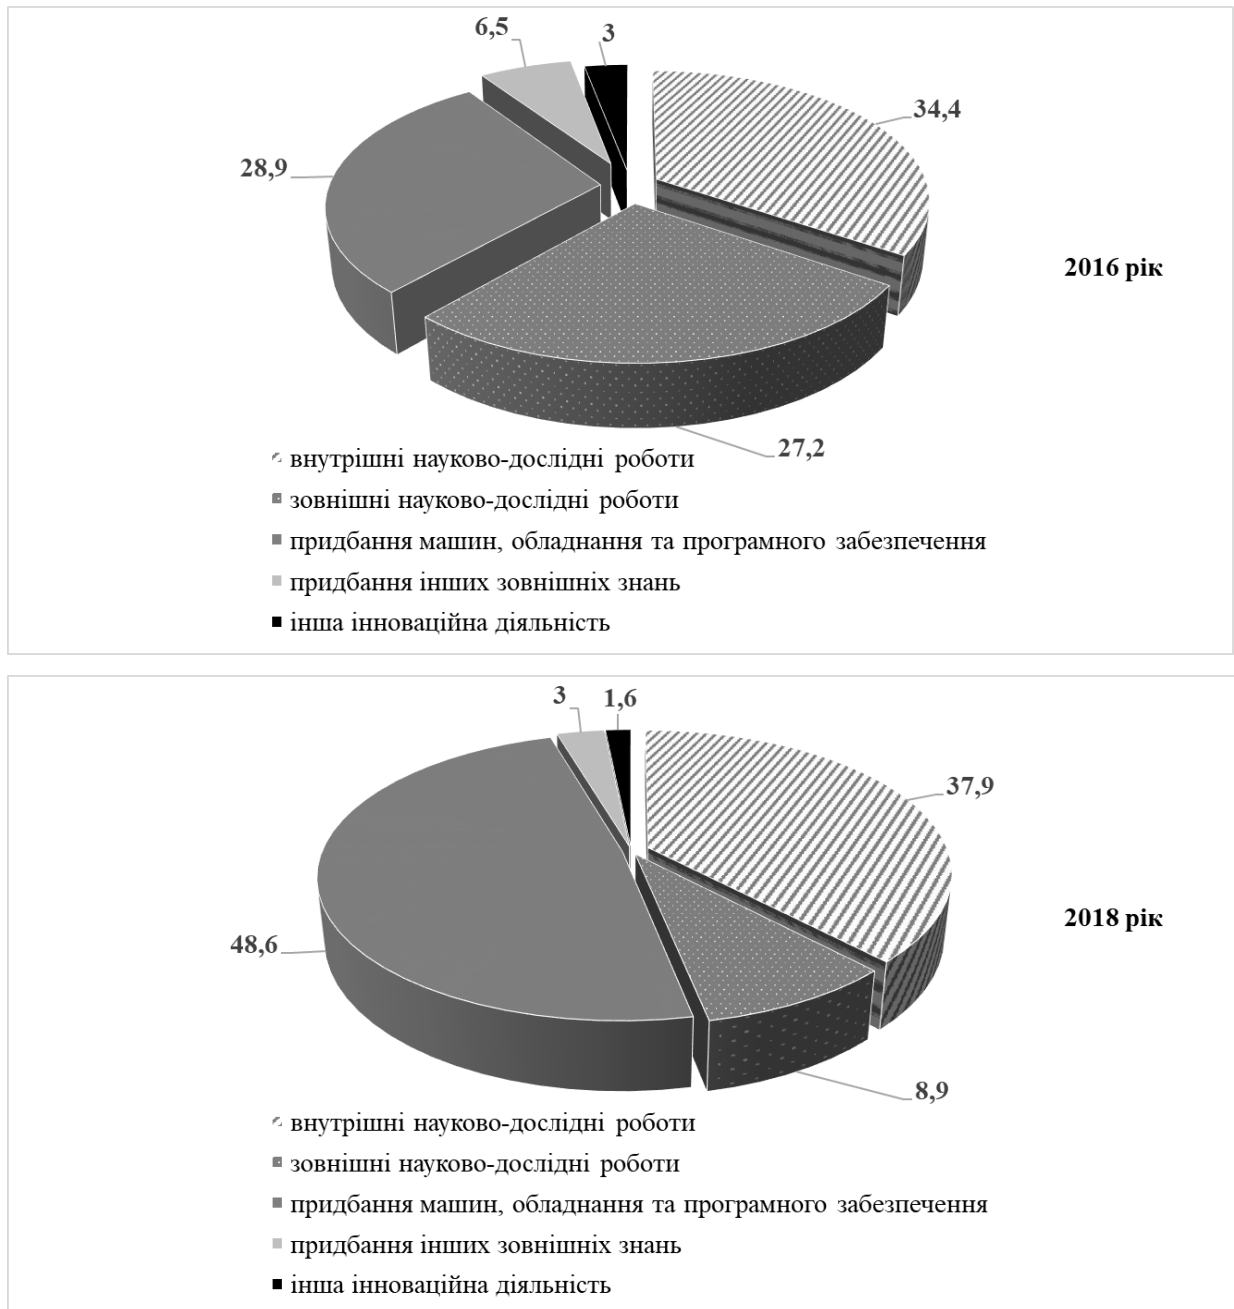 6,5
3
34,4
28,9
2016 рік
27,2
внутрішні науково-дослідні роботи
зовнішні науково-дослідні роботи
придбання машин, обладнання та програмного забезпечення
придбання інших зовнішніх знань
інша інноваційна діяльність
3
1,6
37,9
2018 рік
48,6
8,9
внутрішні науково-дослідні роботи
зовнішні науково-дослідні роботи
придбання машин, обладнання та програмного забезпечення
придбання інших зовнішніх знань
інша інноваційна діяльність